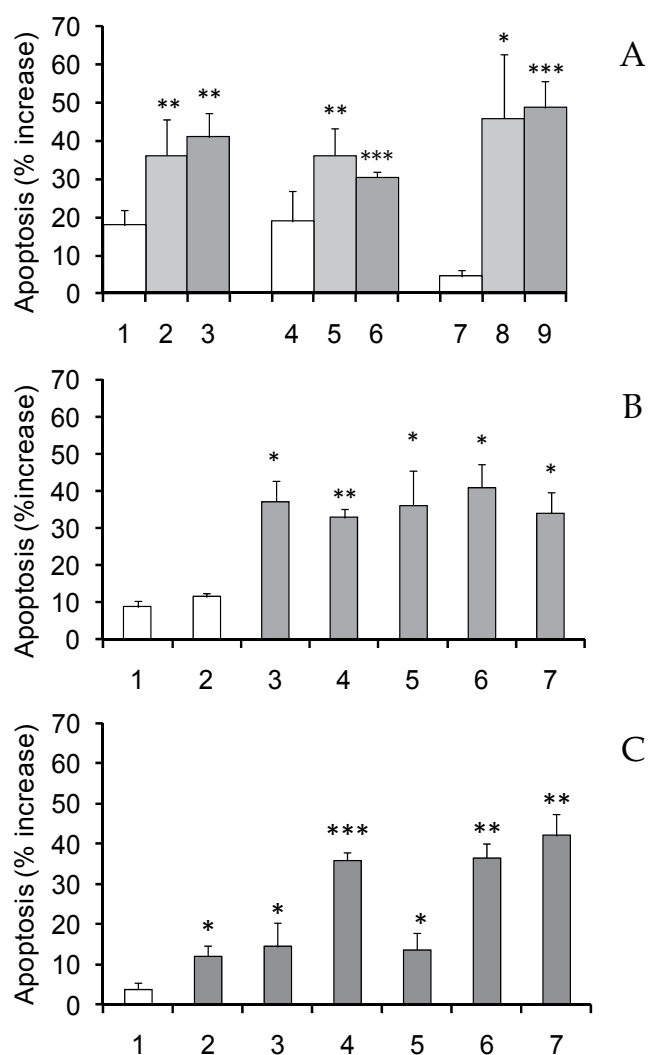 A
Apoptosis (% increase)
70
60
50
40
30
20
10
0
** ** ** *** * ***
1 2 3 4 5 6 7 8 9
B
Apoptosis (%increase)
70
60
50
40
30
20
10
0
* ** * * *
1 2 3 4 5 6 7
C
Apoptosis (% increase)
70
60
50
40
30
20
10
0
* * *** * ** **
1 2 3 4 5 6 7